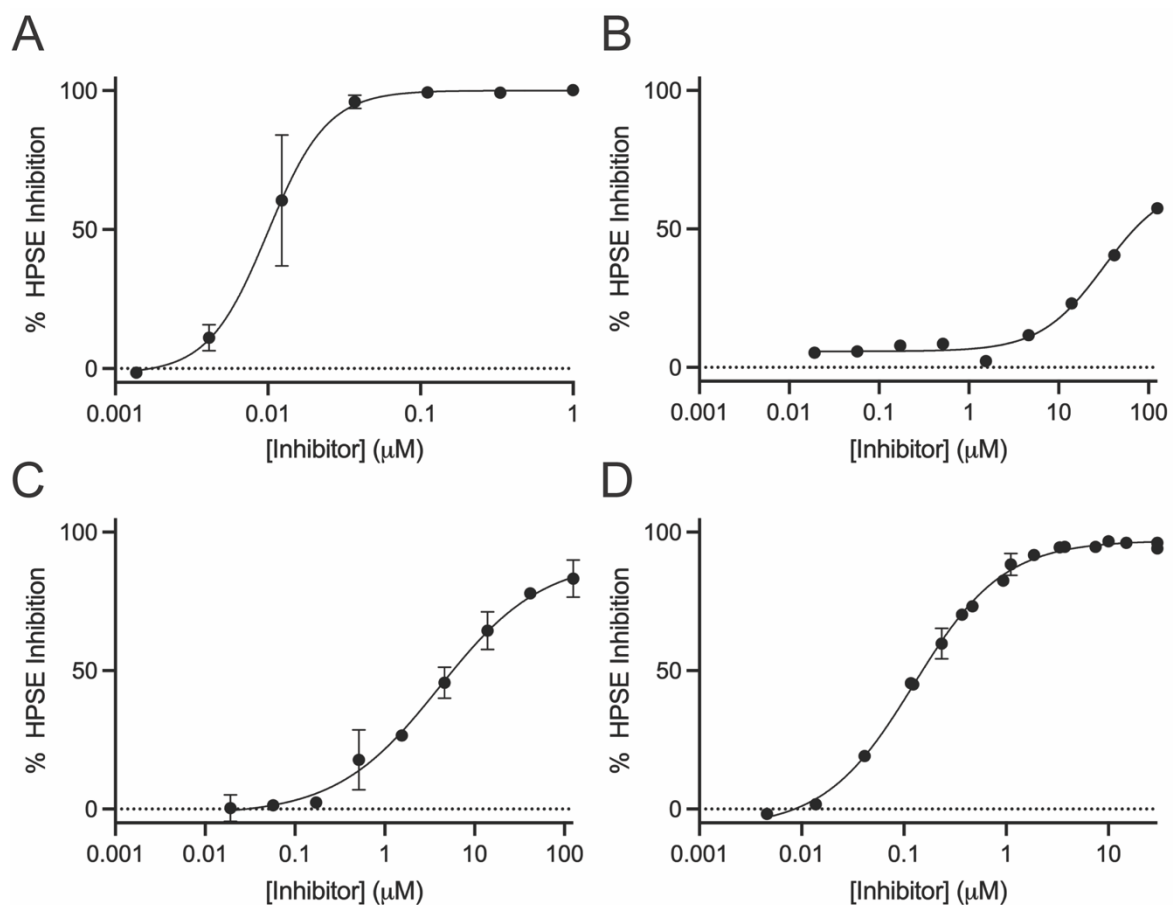 A
100
50
0
% HPSE Inhibition
0.001 0.01 0.1 1
[Inhibitor] (μM)
B
100
50
0
% HPSE Inhibition
0.001 0.01 0.1 1 10 100
[Inhibitor] (μM)
C
100
50
0
% HPSE Inhibition
0.001 0.01 0.1 1 10 100
[Inhibitor] (μM)
D
100
50
0
% HPSE Inhibition
0.001 0.01 0.1 1 10
[Inhibitor] (μM)